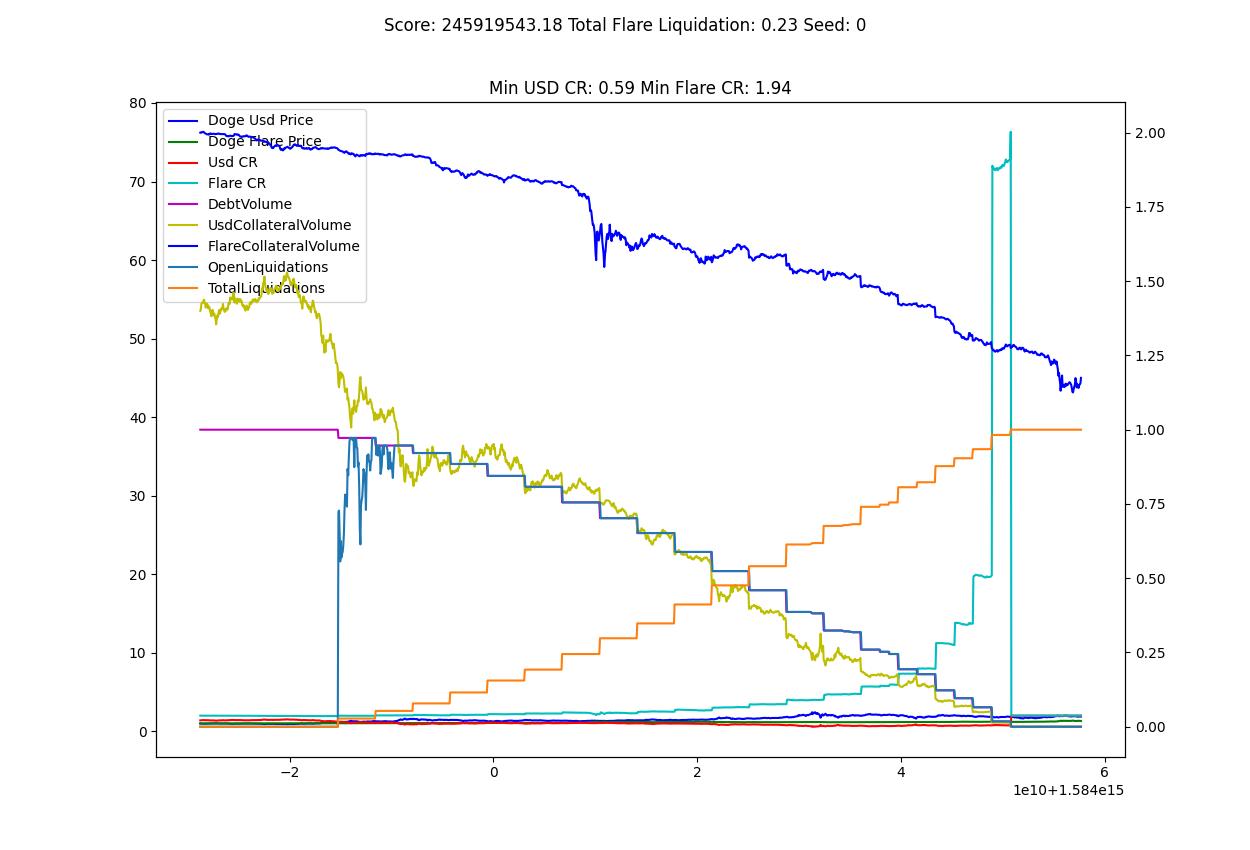 Score: 245919543.18 Total Flare Liquidation: 0.23 Seed: 0
Min USD CR: 0.59 Min Flare CR: 1.94
Doge Usd Price
Doge Flare Price
Usd CR
Flare CR
DebtVolume
UsdCollateralVolume
FlareCollateralVolume
OpenLiquidations
TotalLiquidations
80
70
60
50
40
30
20
10
0
2.00
1.75
1.50
1.25
1.00
0.75
0.50
0.25
0.00
−2
0
2
4
6
1e10+1.584e15